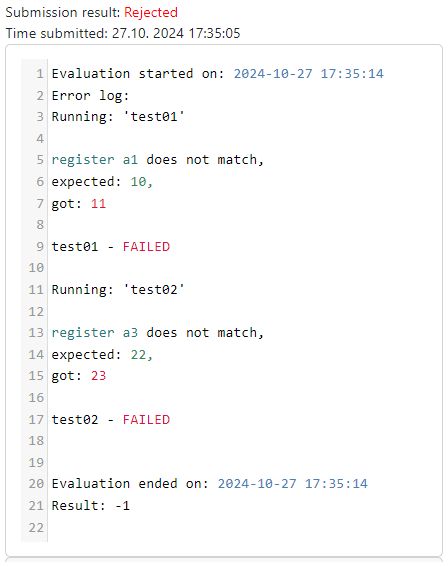 Submission result: Rejected
Time submitted: 27.10. 2024 17:35:05
1 Evaluation started on: 2024-10-27 17:35:14
2 Error log:
3 Running: 'test01'
4
5 register a1 does not match,
6 expected: 10,
7 got: 11
8
9 test01 - FAILED
10
11 Running: 'test02'
12
13 register a3 does not match,
14 expected: 22,
15 got: 23
16
17 test02 - FAILED
18
19
20 Evaluation ended on: 2024-10-27 17:35:14
21 Result: -1
22